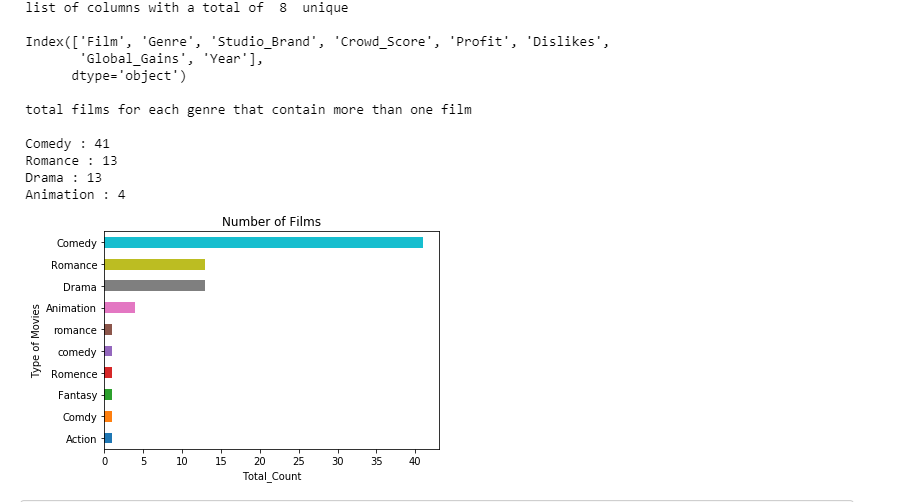 list of columns with a total of  8  unique
Index(['Film', 'Genre', 'Studio_Brand', 'Crowd_Score', 'Profit', 'Dislikes',
       'Global_Gains', 'Year'],
      dtype='object')
total films for each genre that contain more than one film
Comedy : 41
Romance : 13
Drama : 13
Animation : 4
Number of Films
Type of Movies
Comedy
Romance
Drama
Animation
romance
comedy
Romence
Fantasy
Comdy
Action
0 5 10 15 20 25 30 35 40
Total_Count